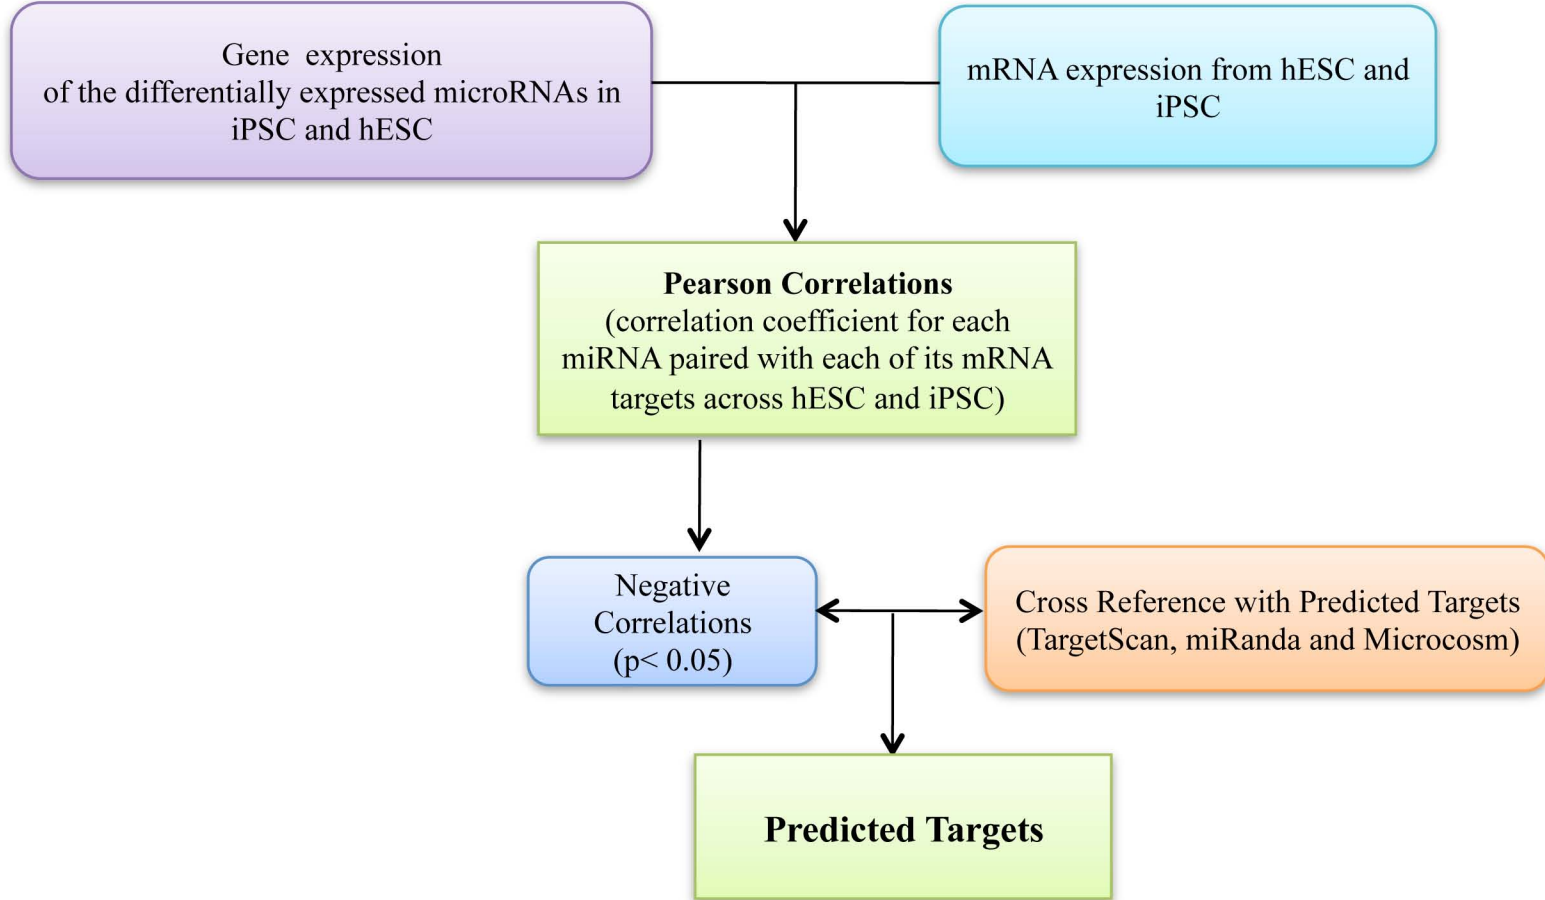 Gene expression
of the differentially expressed microRNAs in
iPSC and hESC
mRNA expression from hESC and
iPSC
Pearson Correlations
(correlation coefficient for each
miRNA paired with each of its mRNA
targets across hESC and iPSC)
Negative
Correlations
(p< 0.05)
Cross Reference with Predicted Targets
(TargetScan, miRanda and Microcosm)
Predicted Targets